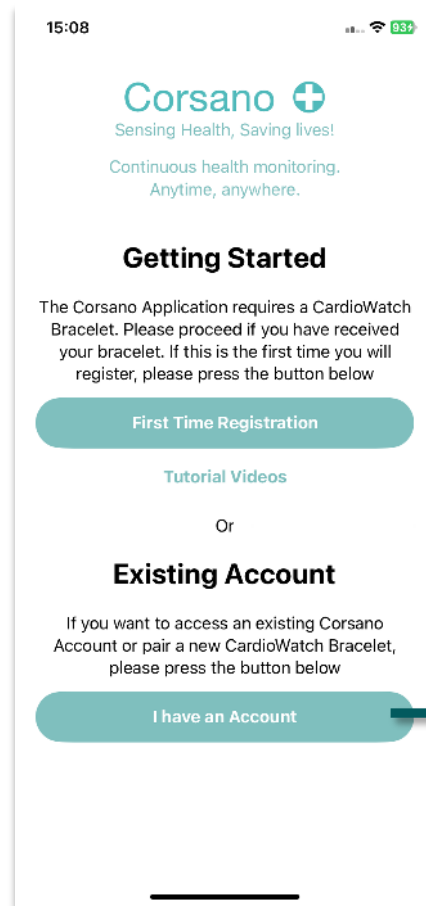 15:08
93
Corsano
Sensing Health, Saving lives!
Continuous health monitoring.
Anytime, anywhere.
Getting Started
The Corsano Application requires a CardioWatch
Bracelet. Please proceed if you have received
your bracelet. If this is the first time you will
register, please press the button below
First Time Registration
Tutorial Videos
Or
Existing Account
If you want to access an existing Corsano
Account or pair a new CardioWatch Bracelet,
please press the button below
I have an Account